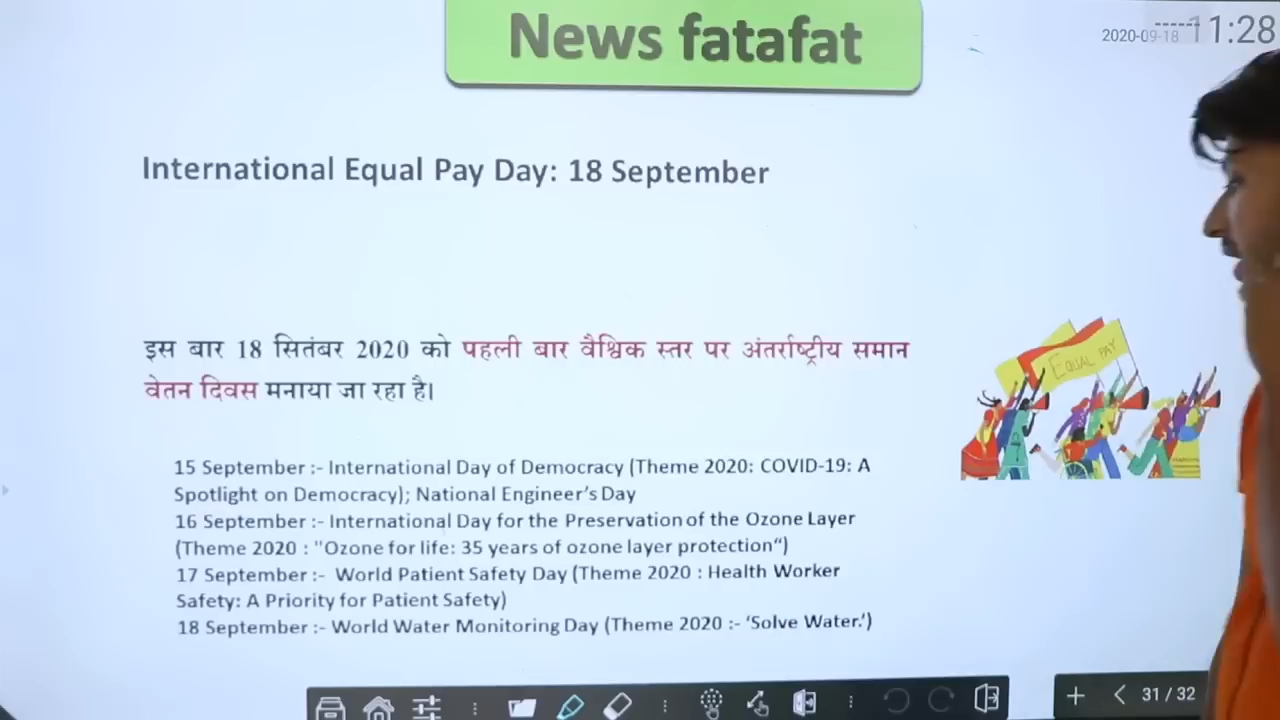 News fatafat
2020-09-18 11:28
International Equal Pay Day: 18 September
इस बार 18 सितंबर 2020 को पहली बार वैश्विक स्तर पर अंतर्राष्ट्रीय समान
वेतन दिवस मनाया जा रहा है।
EQUAL PAY
15 September :- International Day of Democracy (Theme 2020: COVID-19: A
Spotlight on Democracy); National Engineer’s Day
16 September :- International Day for the Preservation of the Ozone Layer
(Theme 2020 : "Ozone for life: 35 years of ozone layer protection“)
17 September :- World Patient Safety Day (Theme 2020 : Health Worker
Safety: A Priority for Patient Safety)
18 September :- World Water Monitoring Day (Theme 2020 :- ‘Solve Water.’)
31 / 32